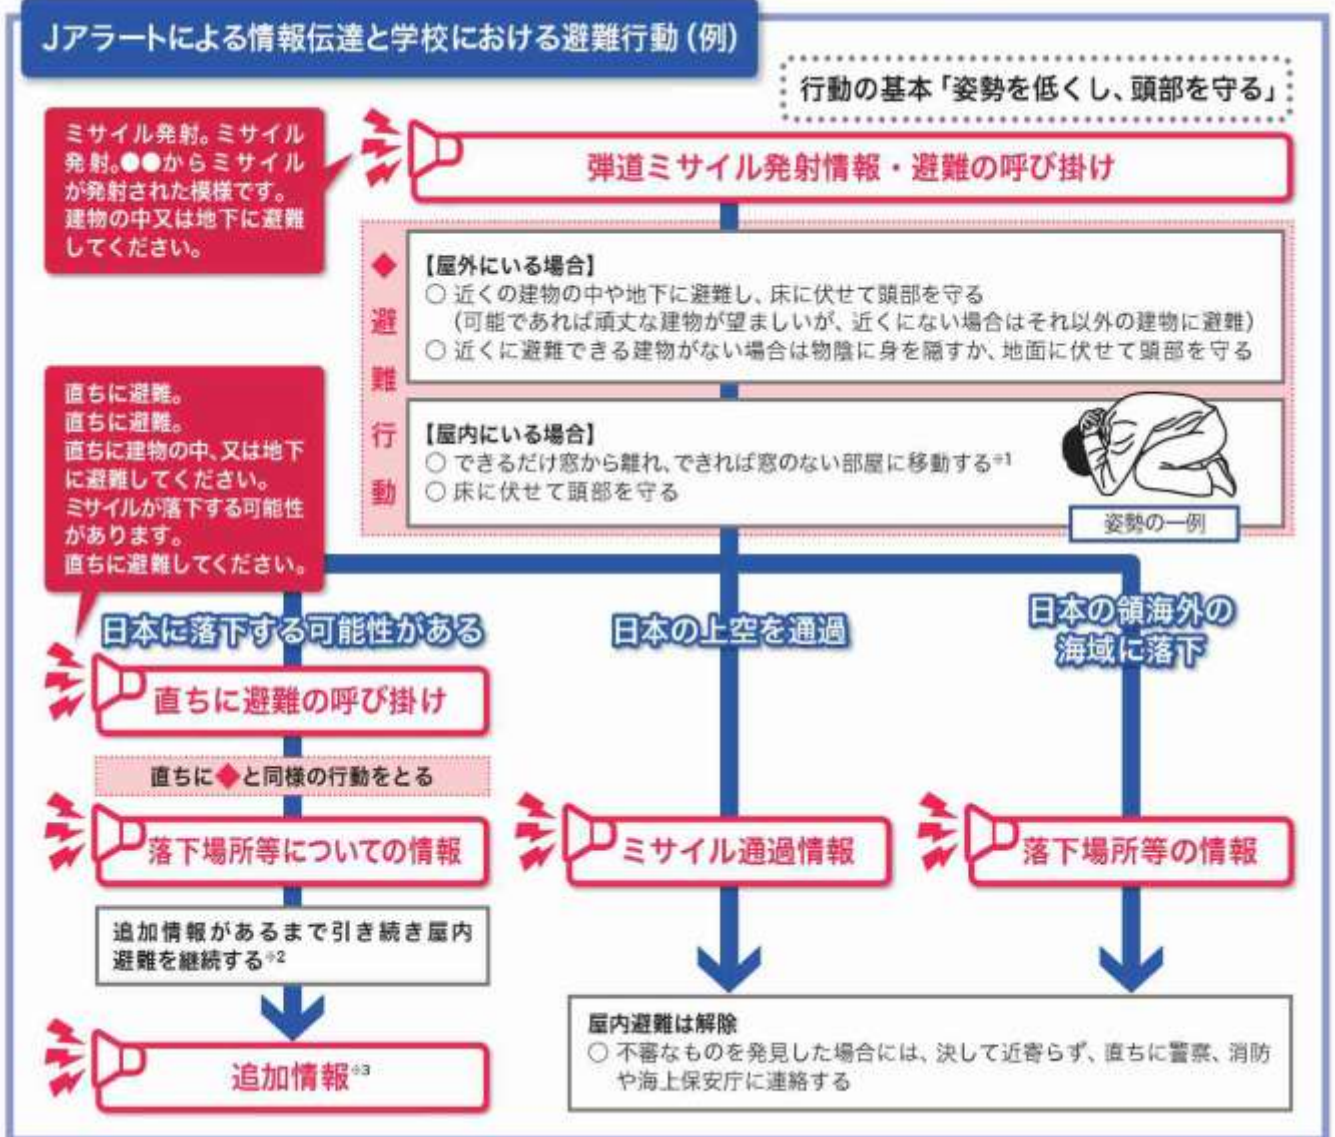 Jアラートによる情報伝達と学校における避難行動(例)
行動の基本「姿勢を低くし、頭部を守る」
ミサイル発射。ミサイル
発射。●●からミサイル
が発射された模様です。
建物の中又は地下に避難
してください。
弾道ミサイル発射情報・避難の呼び掛け
◆避難行動
【屋外にいる場合】
○ 近くの建物の中や地下に避難し、床に伏せて頭部を守る
(可能であれば頑丈な建物が望ましいが、近くにない場合はそれ以外の建物に避難)
○ 近くに避難できる建物がない場合は物陰に身を隠すか、地面に伏せて頭部を守る
【屋内にいる場合】
○ できるだけ窓から離れ、できれば窓のない部屋に移動する※1
○ 床に伏せて頭部を守る
姿勢の一例
直ちに避難。
直ちに避難。
直ちに建物の中、又は地下
に避難してください。
ミサイルが落下する可能性
があります。
直ちに避難してください。
日本に落下する可能性がある
直ちに避難の呼び掛け
直ちに◆と同様の行動をとる
落下場所等についての情報
追加情報があるまで引き続き屋内
避難を継続する※2
追加情報※3
日本の上空を通過
ミサイル通過情報
日本の領海外の
海域に落下
落下場所等の情報
屋内避難は解除
○ 不審なものを発見した場合には、決して近寄らず、直ちに警察、消防
や海上保安庁に連絡する